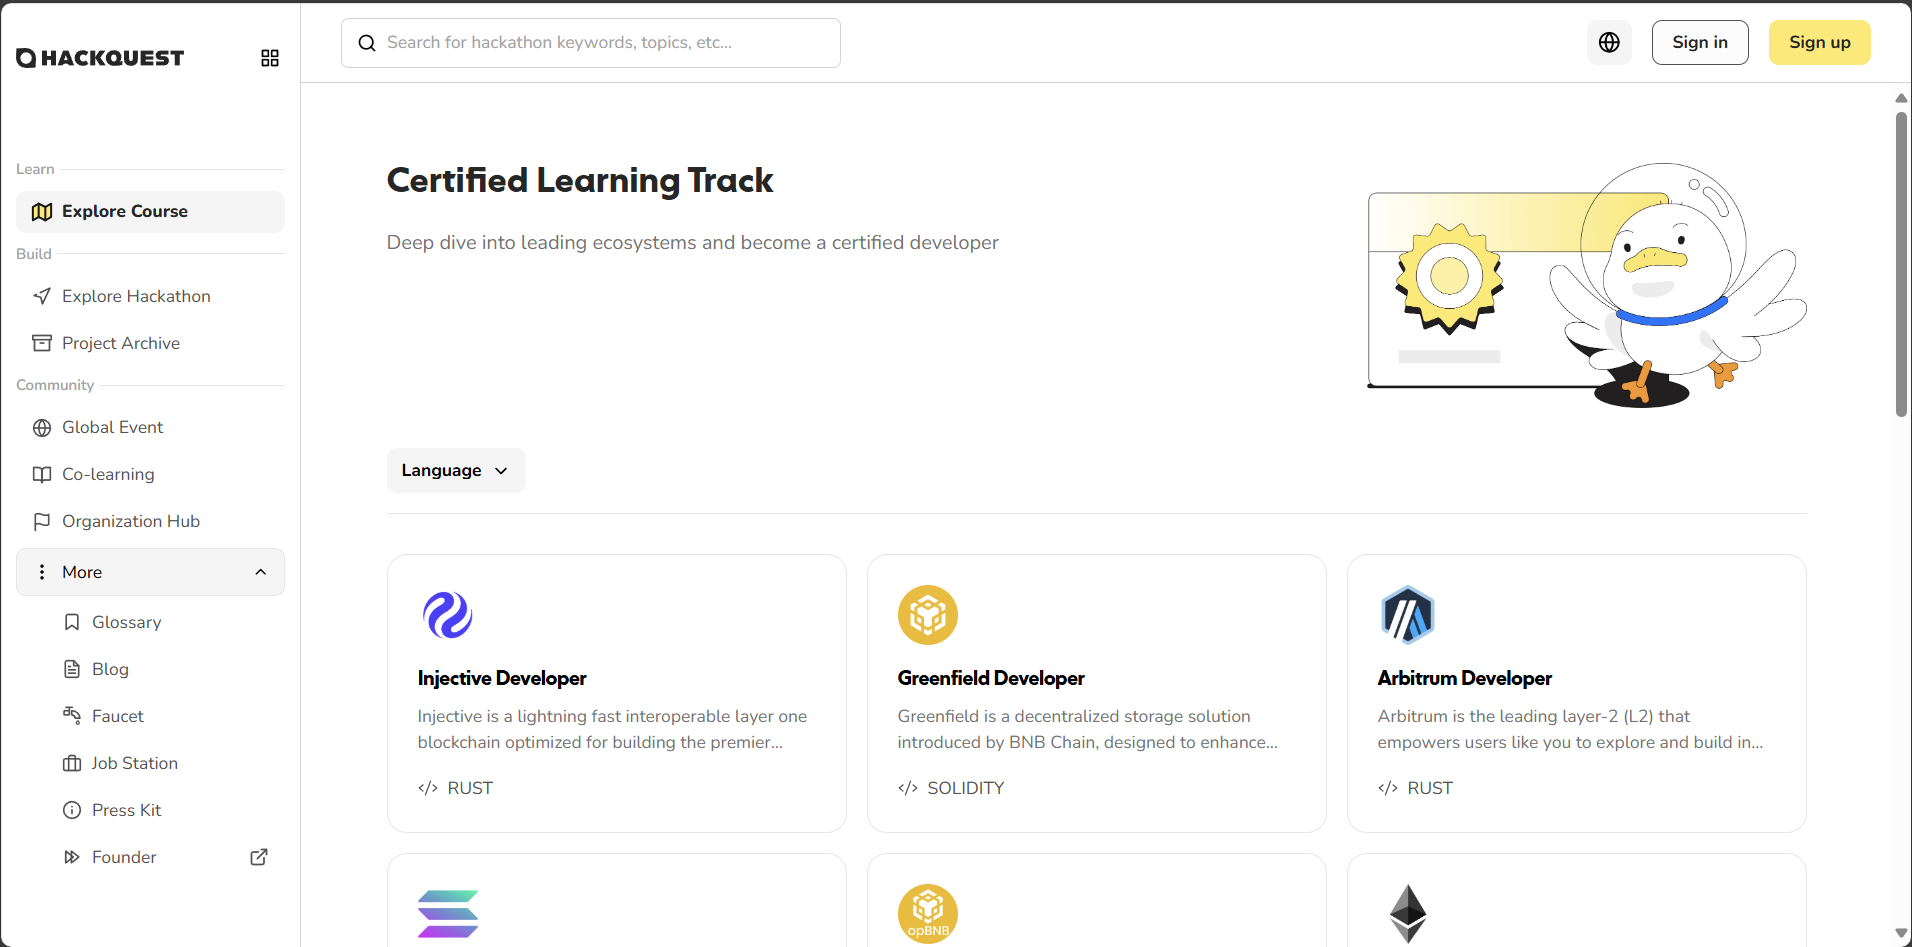 HACKQUEST
Search for hackathon keywords, topics, etc...
Sign in
Sign up
Learn
Explore Course
Build
Explore Hackathon
Project Archive
Community
Global Event
Co-learning
Organization Hub
More
Glossary
Blog
Faucet
Job Station
Press Kit
Founder
Certified Learning Track
Deep dive into leading ecosystems and become a certified developer
Language
Injective Developer
Injective is a lightning fast interoperable layer one
blockchain optimized for building the premier...
</> RUST
Greenfield Developer
Greenfield is a decentralized storage solution
introduced by BNB Chain, designed to enhance...
</> SOLIDITY
Arbitrum Developer
Arbitrum is the leading layer-2 (L2) that
empowers users like you to explore and build in...
</> RUST
opBNB